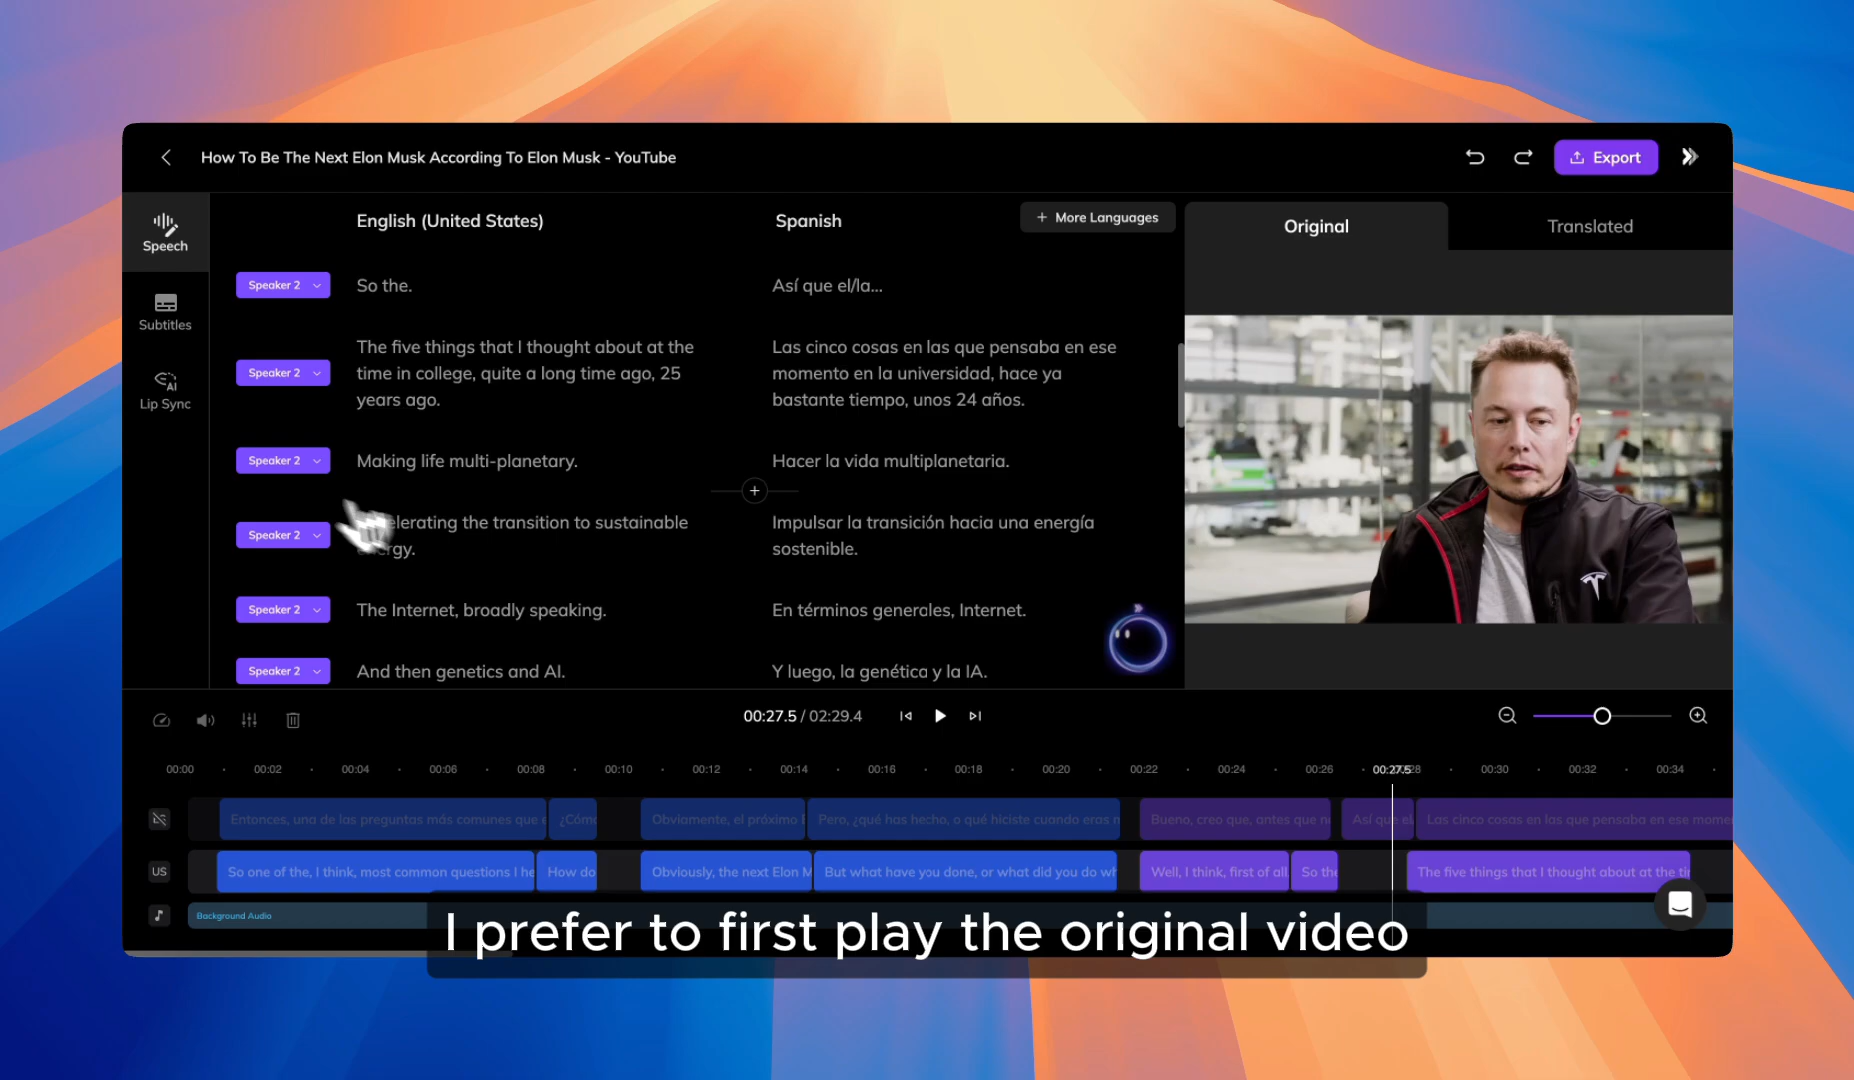 How To Be The Next Elon Musk According To Elon Musk - YouTube
Export
Speech
Subtitles
AI
Lip Sync
English (United States)
Spanish
+ More Languages
Original
Translated
Speaker 2
So the.
Así que el/la...
Speaker 2
The five things that I thought about at the
time in college, quite a long time ago, 25
years ago.
Las cinco cosas en las que pensaba en ese
momento en la universidad, hace ya
bastante tiempo, unos 24 años.
Speaker 2
Making life multi-planetary.
Hacer la vida multiplanetaria.
Speaker 2
elerating the transition to sustainable
Impulsar la transición hacia una energía
sostenible.
Speaker 2
The Internet, broadly speaking.
En términos generales, Internet.
Speaker 2
And then genetics and AI.
Y luego, la genética y la IA.
00:27.5 / 02:29.4
00:00 00:02 00:04 00:06 00:08 00:10 00:12 00:14 00:16 00:18 00:20 00:22 00:24 00:26 00:27.5 28 00:30 00:32 00:34
Entonces, una de las preguntas más comunes que e ¿Cómo Obviamente, el próximo E Pero, ¿qué has hecho, o qué hiciste cuando eras n Bueno, creo que, antes que n Así que el Las cinco cosas en las que pensaba en ese mome
US So one of the, I think, most common questions I he How do Obviously, the next Elon M But what have you done, or what did you do wh Well, I think, first of all, So the The five things that I thought about at the ti
Background Audio
I prefer to first play the original video